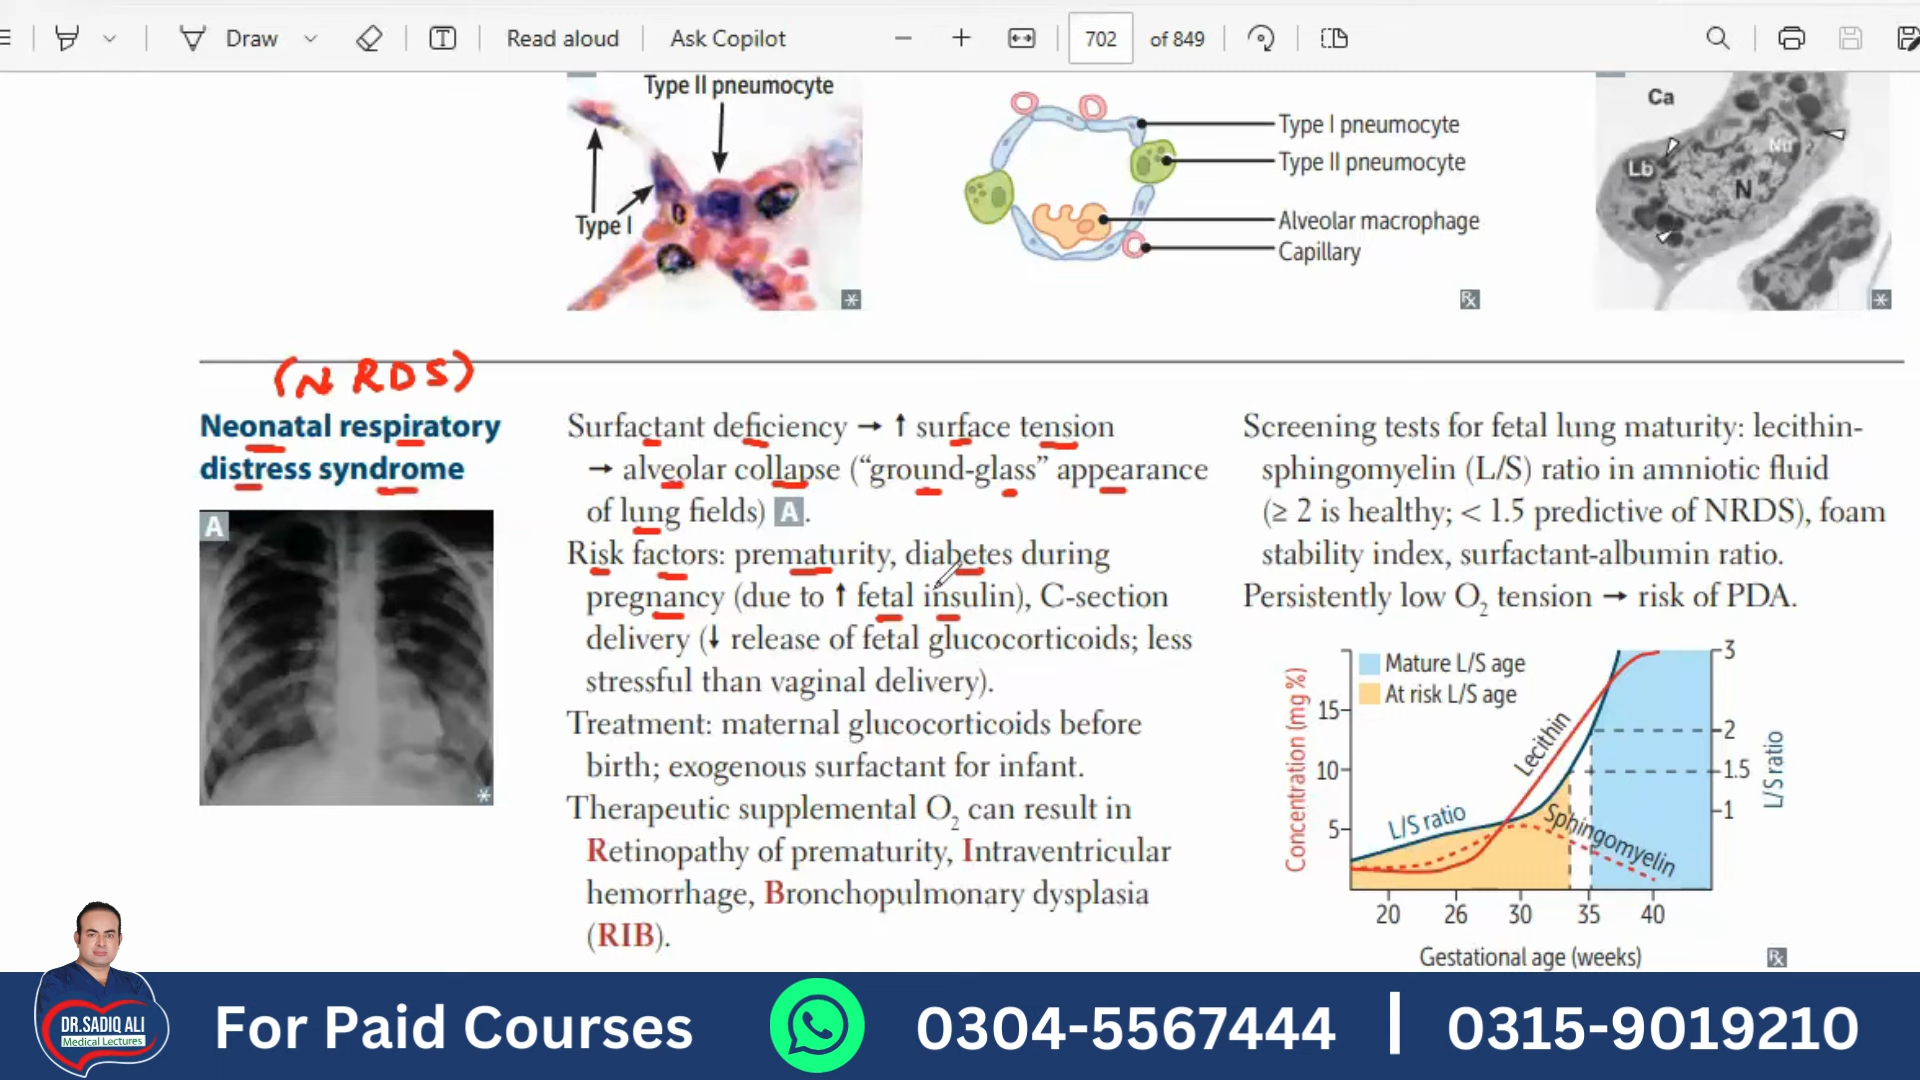 Draw
Read aloud
Ask Copilot
702
of 849
Type II pneumocyte
Type I
Type I pneumocyte
Type II pneumocyte
Alveolar macrophage
Capillary
Ca
Lb
N
(NRDS)
Neonatal respiratory
distress syndrome
A
Surfactant deficiency → ↑ surface tension
→ alveolar collapse (“ground-glass” appearance
of lung fields) A.
Risk factors: prematurity, diabetes during
pregnancy (due to ↑ fetal insulin), C-section
delivery (↓ release of fetal glucocorticoids; less
stressful than vaginal delivery).
Treatment: maternal glucocorticoids before
birth; exogenous surfactant for infant.
Therapeutic supplemental O₂ can result in
Retinopathy of prematurity, Intraventricular
hemorrhage, Bronchopulmonary dysplasia
(RIB).
Screening tests for fetal lung maturity: lecithin-
sphingomyelin (L/S) ratio in amniotic fluid
(≥ 2 is healthy; < 1.5 predictive of NRDS), foam
stability index, surfactant-albumin ratio.
Persistently low O₂ tension → risk of PDA.
Mature L/S age
At risk L/S age
Concentration (mg %)
15
10
5
Lecithin
L/S ratio
Sphingomyelin
3
2
1.5
1
L/S ratio
20 26 30 35 40
Gestational age (weeks)
Rx
DR.SADIQ ALI
Medical Lectures
For Paid Courses
0304-5567444 | 0315-9019210